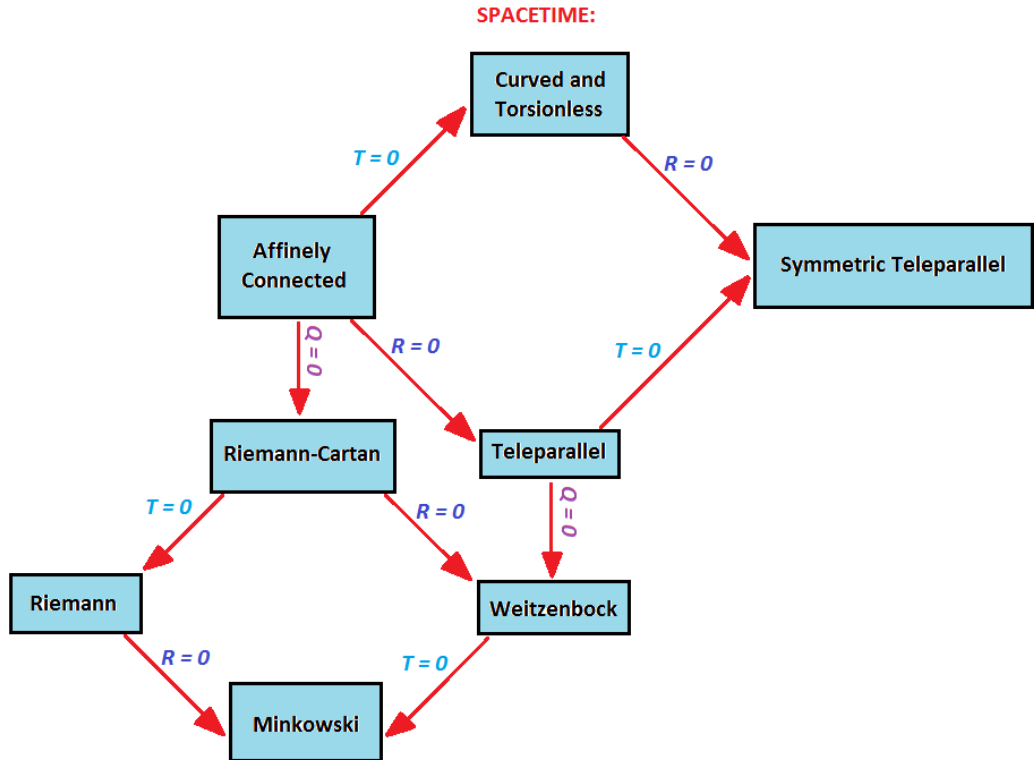 SPACETIME:
Curved and
Torsionless
T = 0
R = 0
Affinely
Connected
Symmetric Teleparallel
Q = 0
R = 0
T = 0
Riemann-Cartan
Teleparallel
T = 0
R = 0
Q = 0
Riemann
Weitzenbock
R = 0
T = 0
Minkowski